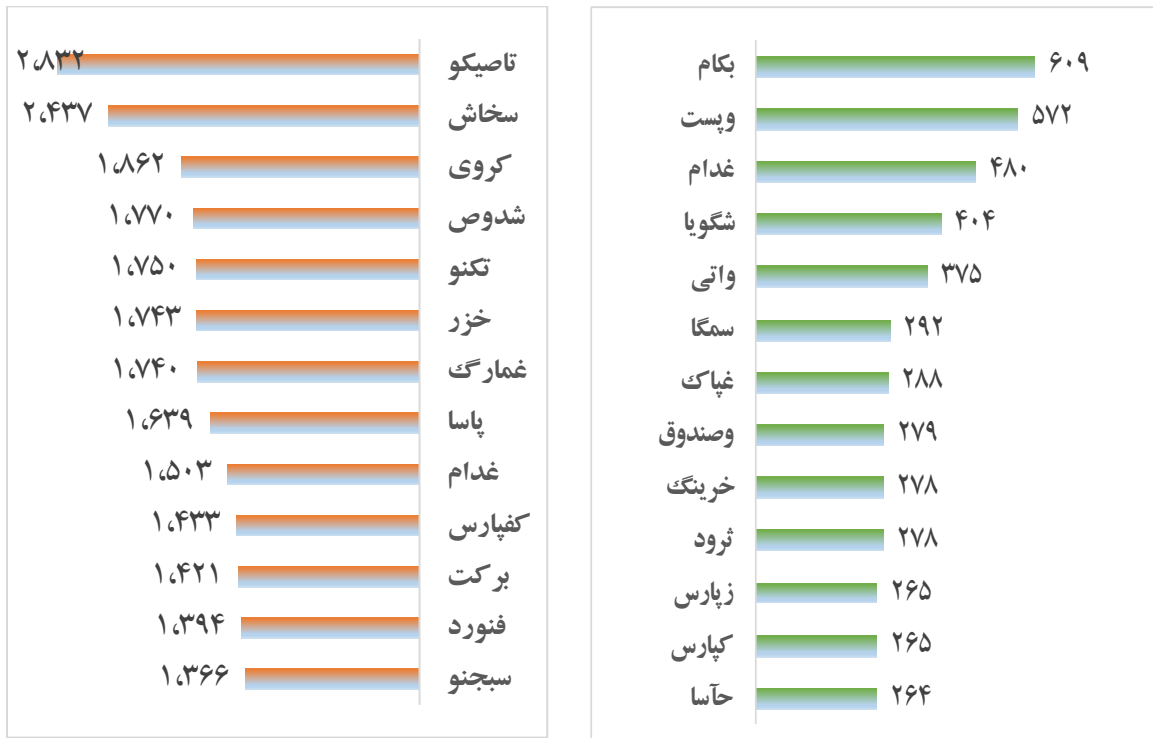 بکام ۶۰۹
وپست ۵۷۲
غدام ۴۸۰
شگویا ۴۰۴
واتی ۳۷۵
سمگا ۲۹۲
غپاک ۲۸۸
وصندوق ۲۷۹
خرینگ ۲۷۸
ثرود ۲۷۸
زپارس ۲۶۵
کپارس ۲۶۵
حآسا ۲۶۴
تاصیکو ۲،۸۳۲
سخاش ۲،۴۳۷
کروی ۱،۸۶۲
شدوص ۱،۷۷۰
تکنو ۱،۷۵۰
خزر ۱،۷۴۳
غمارگ ۱،۷۴۰
پاسا ۱،۶۳۹
غدام ۱،۵۰۳
کفپارس ۱،۴۳۳
برکت ۱،۴۲۱
فنورد ۱،۳۹۴
سبجنو ۱،۳۶۶